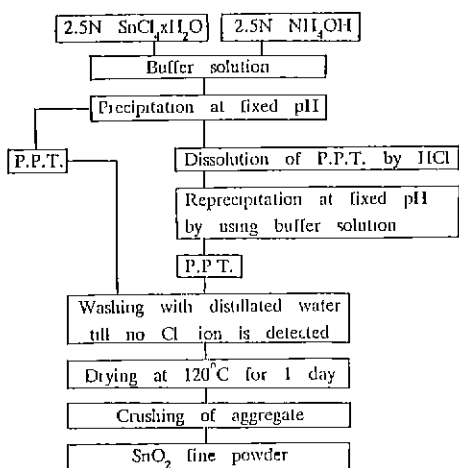 2.5N SnCl4xH2O 2.5N NH4OH
Buffer solution
Precipitation at fixed pH
P.P.T.
Dissolution of P.P.T. by HCl
Reprecipitation at fixed pH
by using buffer solution
P.P.T.
Washing with distillated water
till no Cl ion is detected
Drying at 120°C for 1 day
Crushing of aggregate
SnO2 fine powder